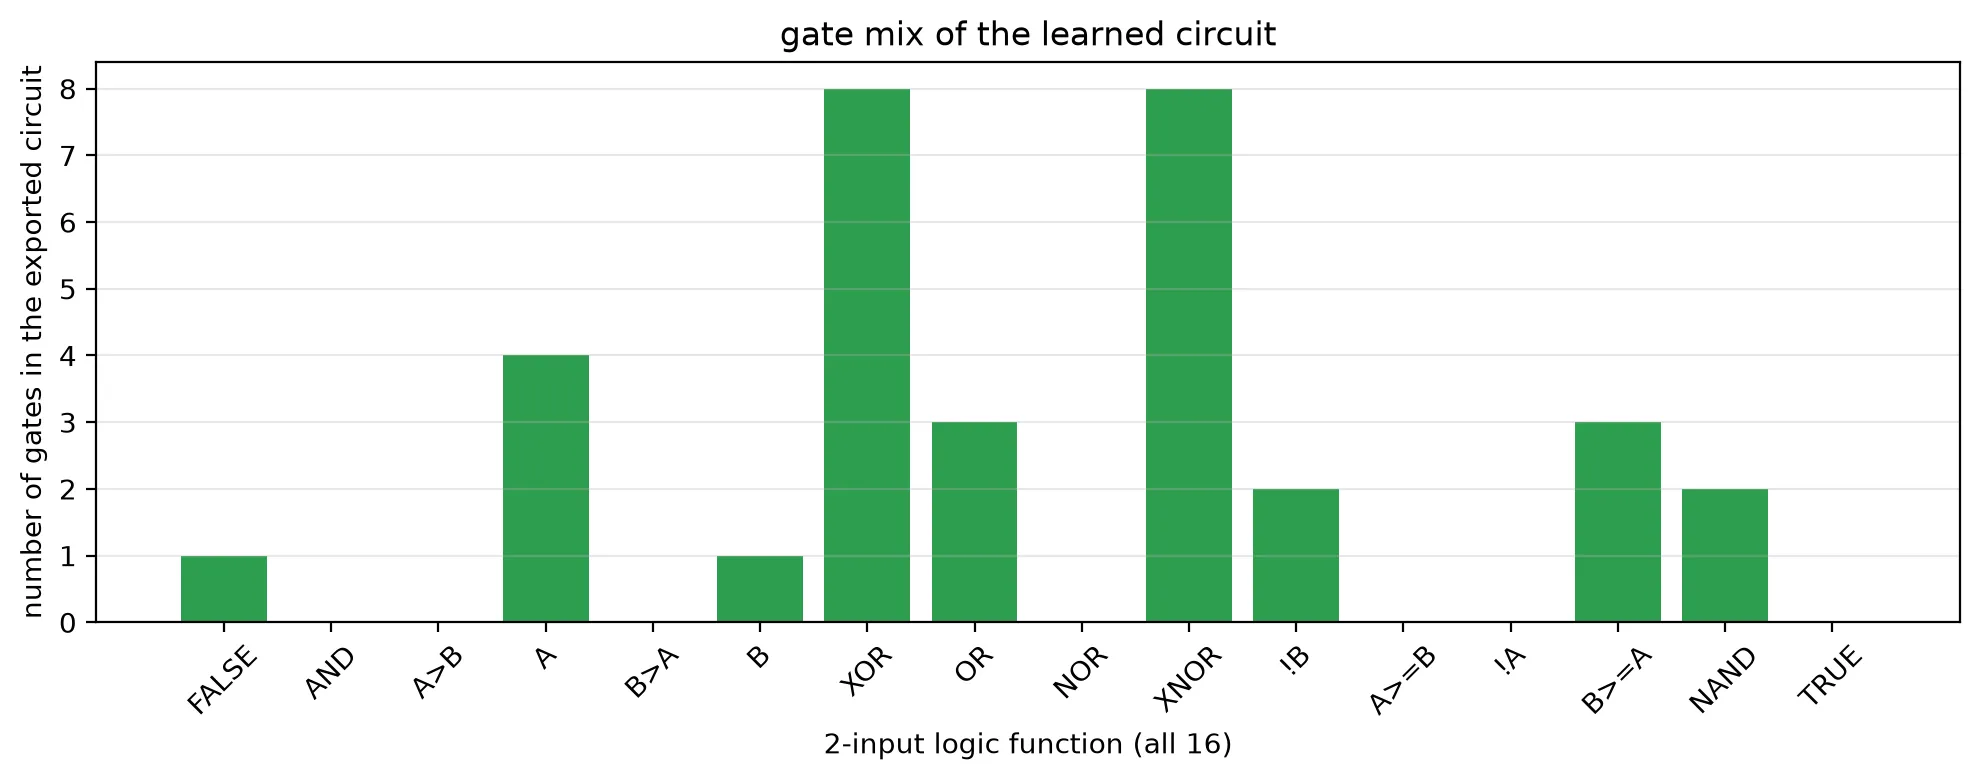 gate mix of the learned circuit
number of gates in the exported circuit
8
7
6
5
4
3
2
1
0
FALSE
AND
A>B
A
B>A
B
XOR
OR
NOR
XNOR
!B
A>=B
!A
B>=A
NAND
TRUE
2-input logic function (all 16)